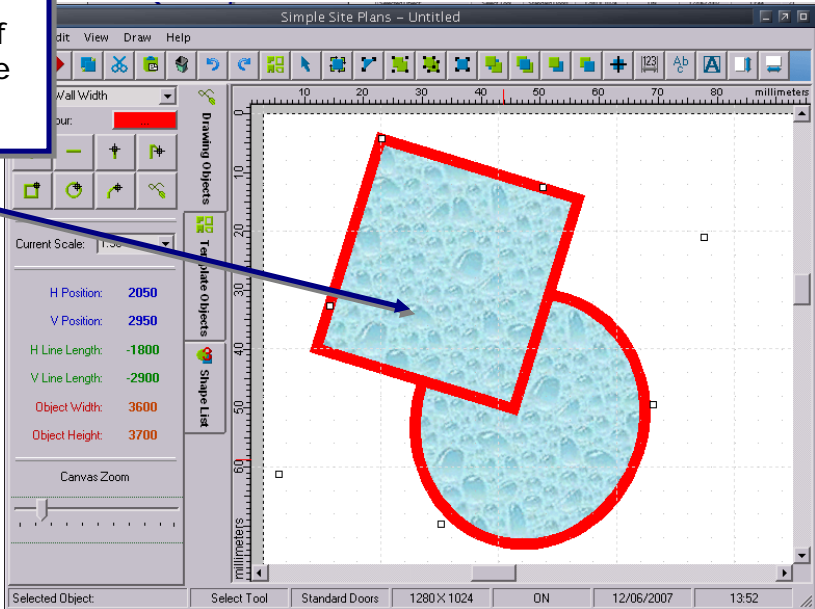 f
e
Simple Site Plans – Untitled
dit View Draw Help
Wall Width
our:
Current Scale:
H Position: 2050
V Position: 2950
H Line Length: -1800
V Line Length: -2900
Object Width: 3600
Object Height: 3700
Canvas Zoom
Drawing Objects
Template Objects
Shape List
123
Ab
c
A
10 20 30 40 50 60 70 80 millimeters
0 10 20 30 40 50 60 millimeters
Selected Object: Select Tool Standard Doors 1280 X 1024 ON 12/06/2007 13:52